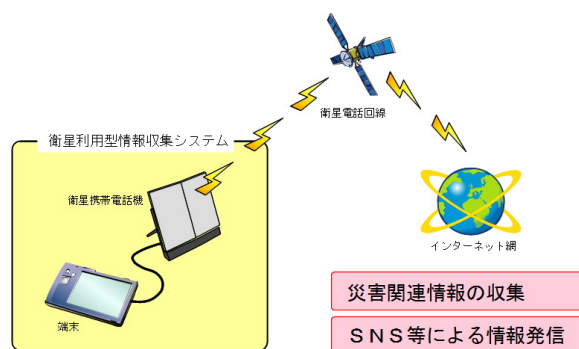 衛星電話回線
衛星利用型情報収集システム
衛星携帯電話機
インターネット網
端末
災害関連情報の収集
ＳＮＳ等による情報発信